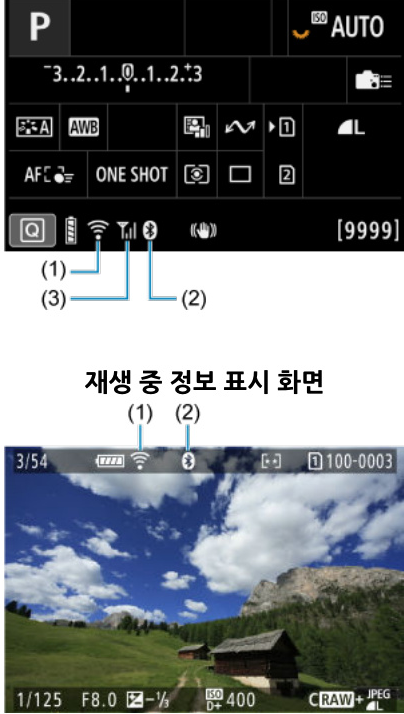 P ISO AUTO
-3..2..1..0..1..2.+3
A AWB 1 L
AF ONE SHOT 2
Q [9999]
(1)
(3) (2)
재생 중 정보 표시 화면
(1) (2)
3/54 1 100-0003
1/125 F8.0 -1/3 ISO D+ 400 CRAW+JPEG L